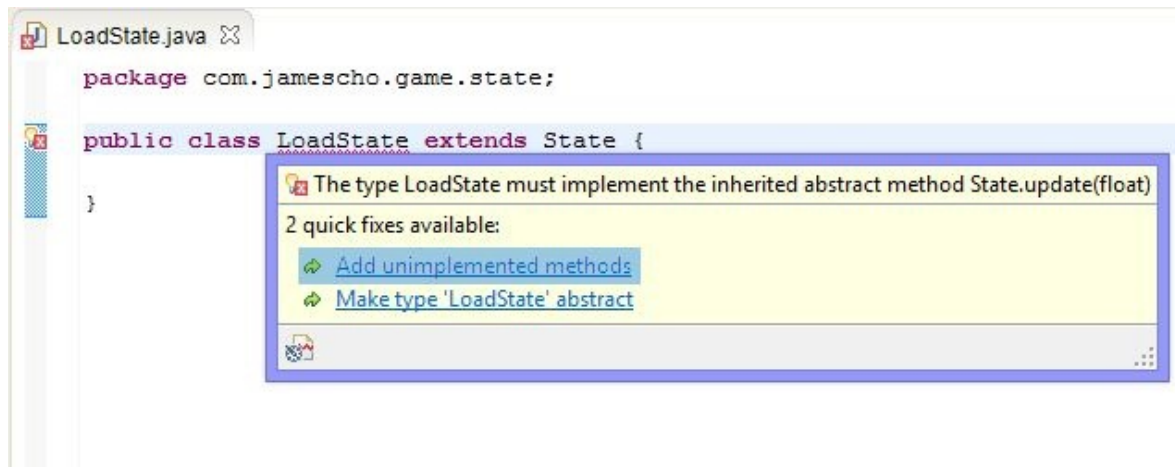 LoadState.java
package com.jamescho.game.state;
public class LoadState extends State {
The type LoadState must implement the inherited abstract method State.update(float)
2 quick fixes available:
Add unimplemented methods
Make type 'LoadState' abstract
}